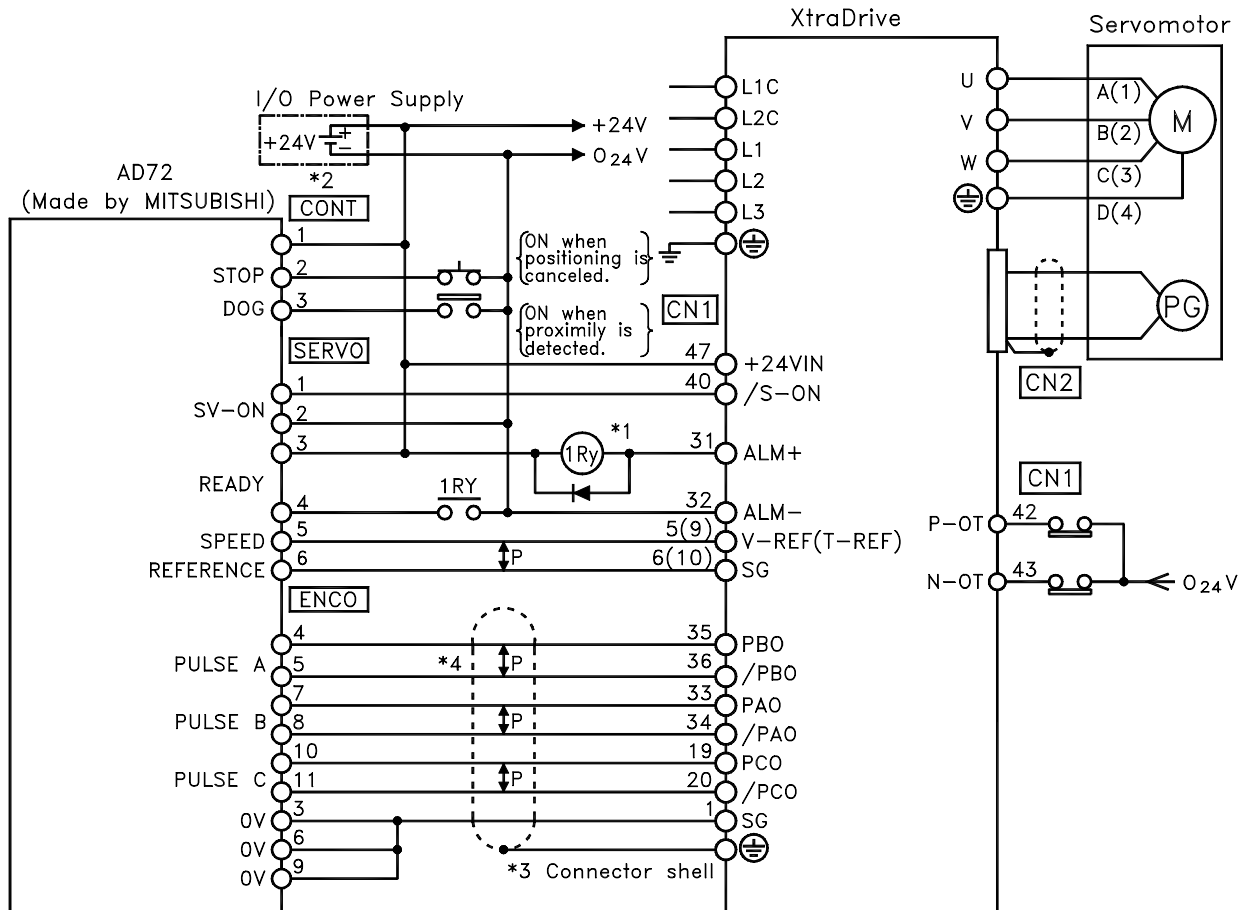 XtraDrive
Servomotor
I/O Power Supply
+24V
+
−
+24V
024V
*2
AD72
(Made by MITSUBISHI)
CONT
1
STOP 2
DOG 3
ON when
positioning is
canceled.
ON when
proximily is
detected.
L1C
L2C
L1
L2
L3
CN1
U
V
W
A(1)
B(2)
C(3)
D(4)
M
PG
CN2
SERVO
47 +24VIN
1 40 /S-ON
SV-ON
2
3 1Ry *1 31 ALM+
READY
4 1RY 32 ALM-
SPEED 5 5(9) V-REF(T-REF)
P
REFERENCE 6 6(10) SG
CN1
P-OT 42
N-OT 43 024V
ENCO
4 35 PBO
PULSE A *4 P
5 36 /PBO
7 33 PAO
PULSE B P
8 34 /PAO
10 19 PCO
PULSE C P
11 20 /PCO
0V 3 1 SG
0V 6
0V 9
*3 Connector shell